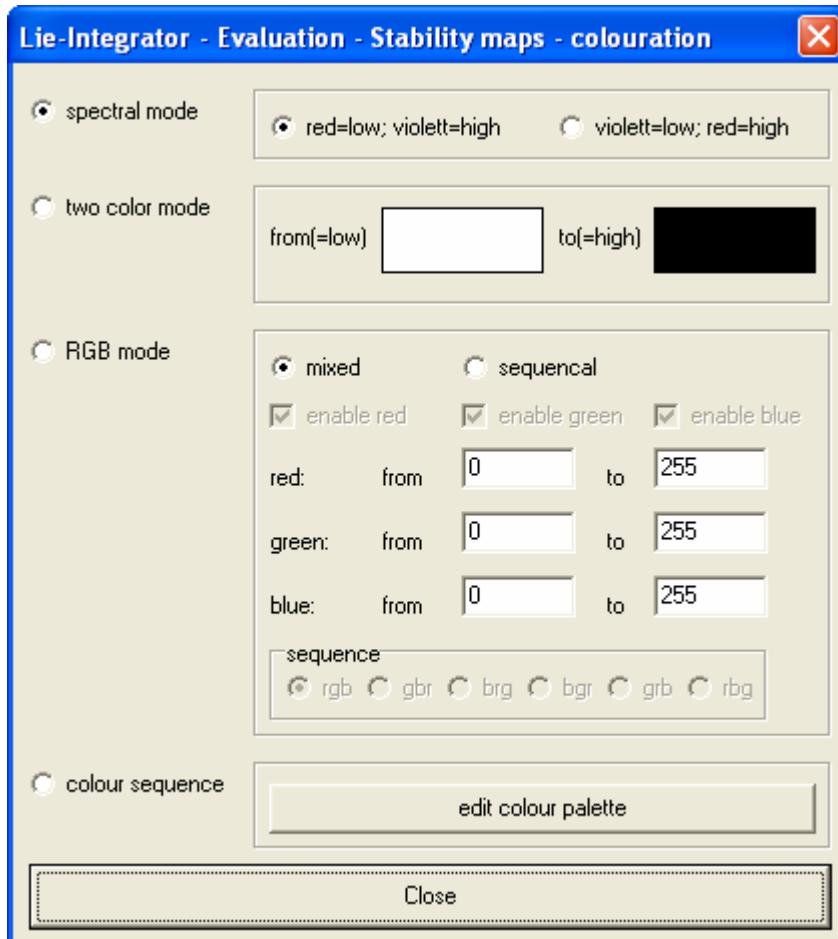 Lie-Integrator - Evaluation - Stability maps - colouration
spectral mode
red=low; violett=high
violett=low; red=high
two color mode
from(=low)
to(=high)
RGB mode
mixed
sequencal
enable red
enable green
enable blue
red: from 0 to 255
green: from 0 to 255
blue: from 0 to 255
sequence
rgb gbr brg bgr grb rbg
colour sequence
edit colour palette
Close